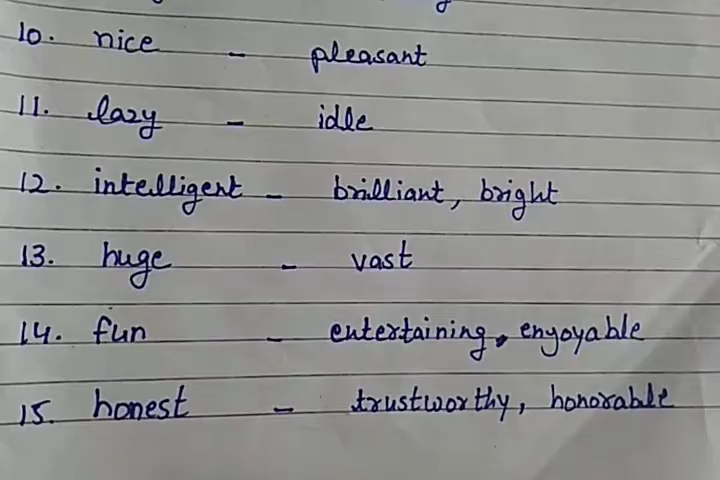 10. nice - pleasant
11. lazy - idle
12. intelligent - brilliant, bright
13. huge - vast
14. fun - entertaining, enjoyable
15. honest - trustworthy, honorable